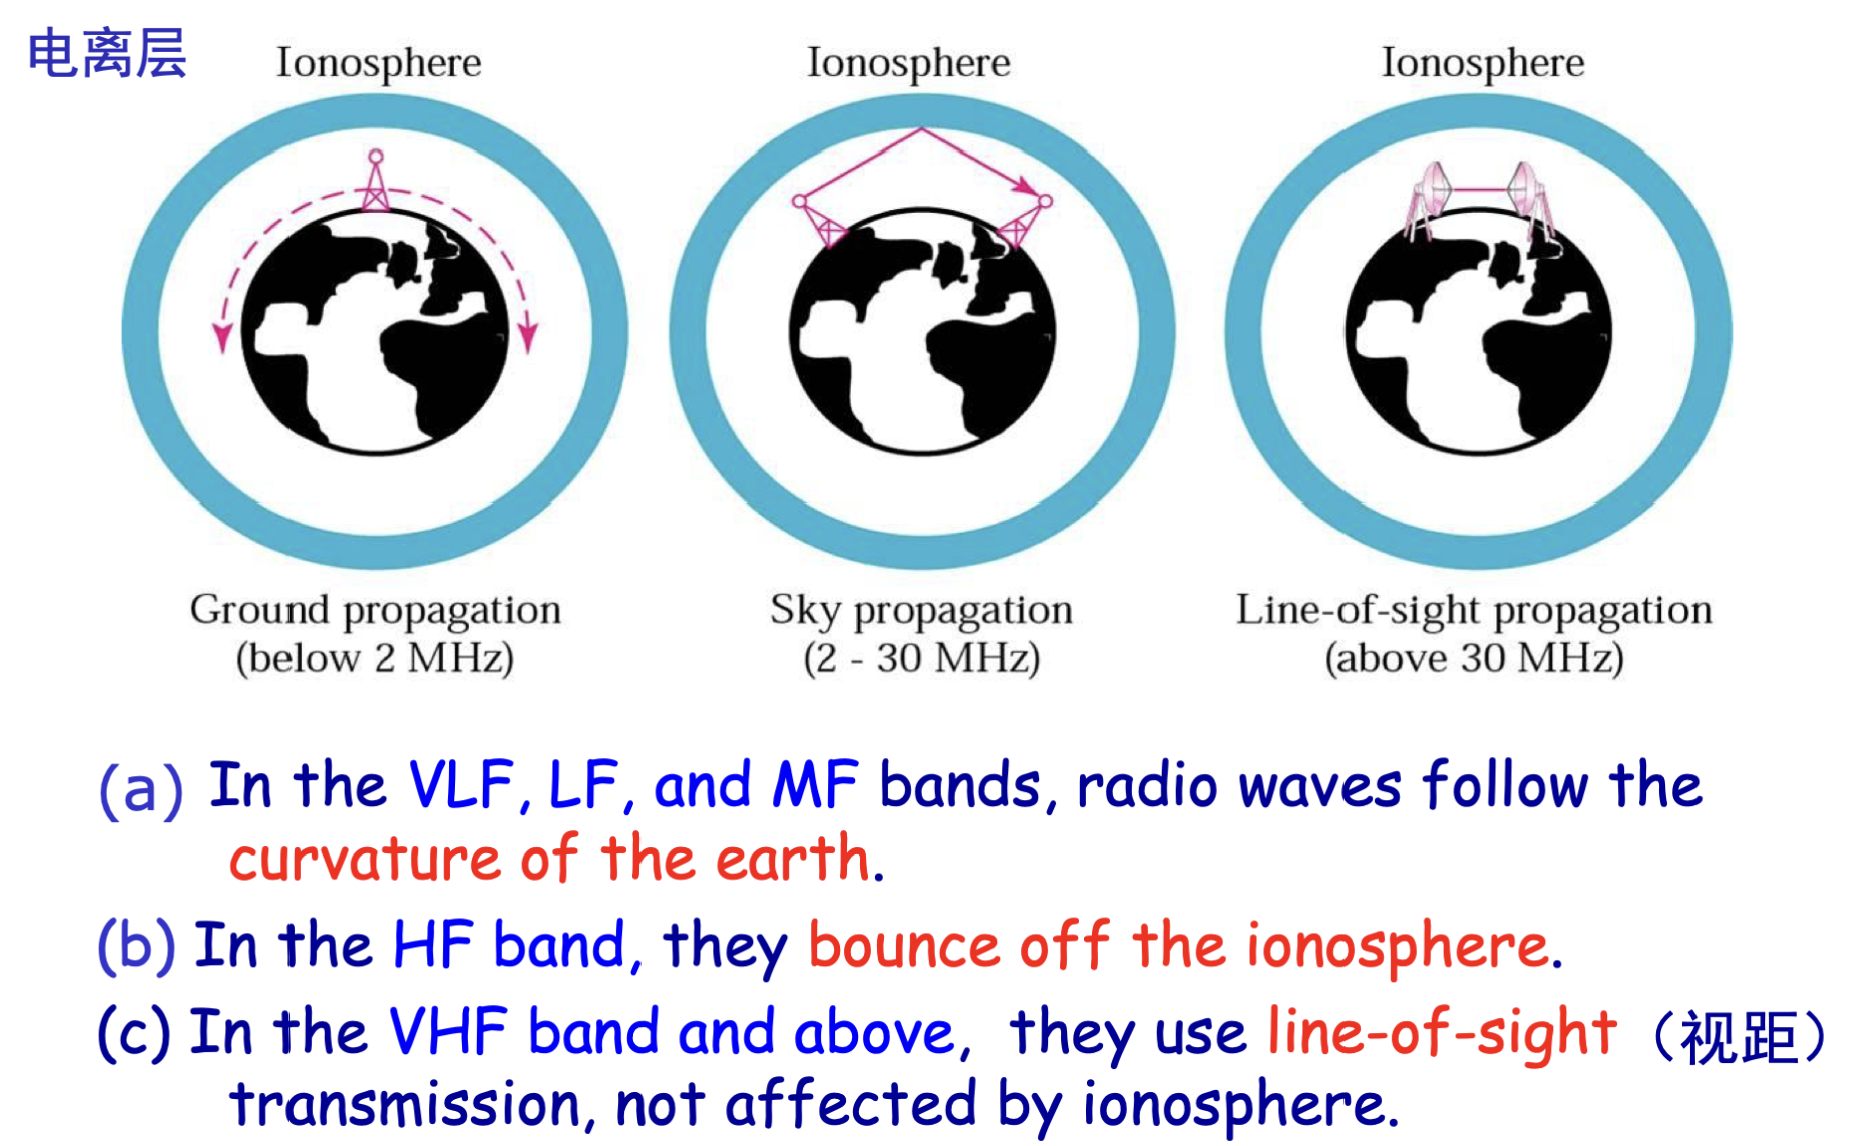 电离层
Ionosphere
Ionosphere
Ionosphere
Ground propagation
(below 2 MHz)
Sky propagation
(2 - 30 MHz)
Line-of-sight propagation
(above 30 MHz)
(a) In the VLF, LF, and MF bands, radio waves follow the
curvature of the earth.
(b) In the HF band, they bounce off the ionosphere.
(c) In the VHF band and above, they use line-of-sight（视距）
transmission, not affected by ionosphere.